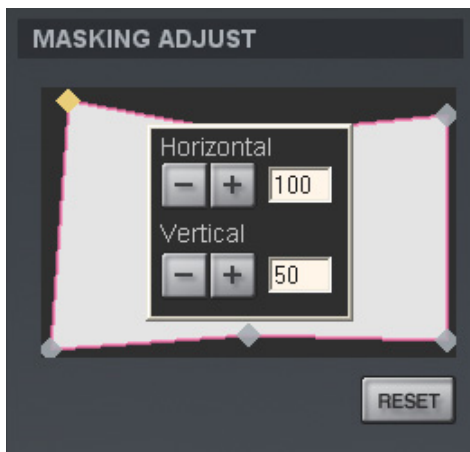 MASKING ADJUST
Horizontal
− + 100
Vertical
− + 50
RESET